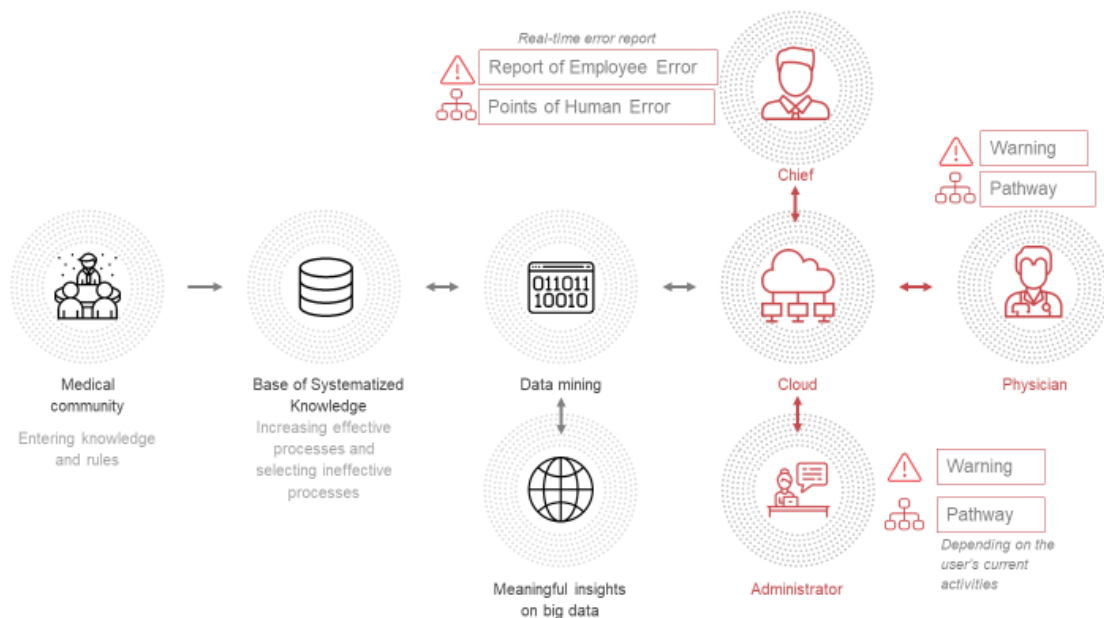 Real-time error report
Report of Employee Error
Points of Human Error
Chief
Warning
Pathway
011011
10010
Medical
community
Entering knowledge
and rules
Base of Systematized
Knowledge
Increasing effective
processes and
selecting ineffective
processes
Data mining
Cloud
Physician
Warning
Pathway
Depending on the
user's current
activities
Meaningful insights
on big data
Administrator